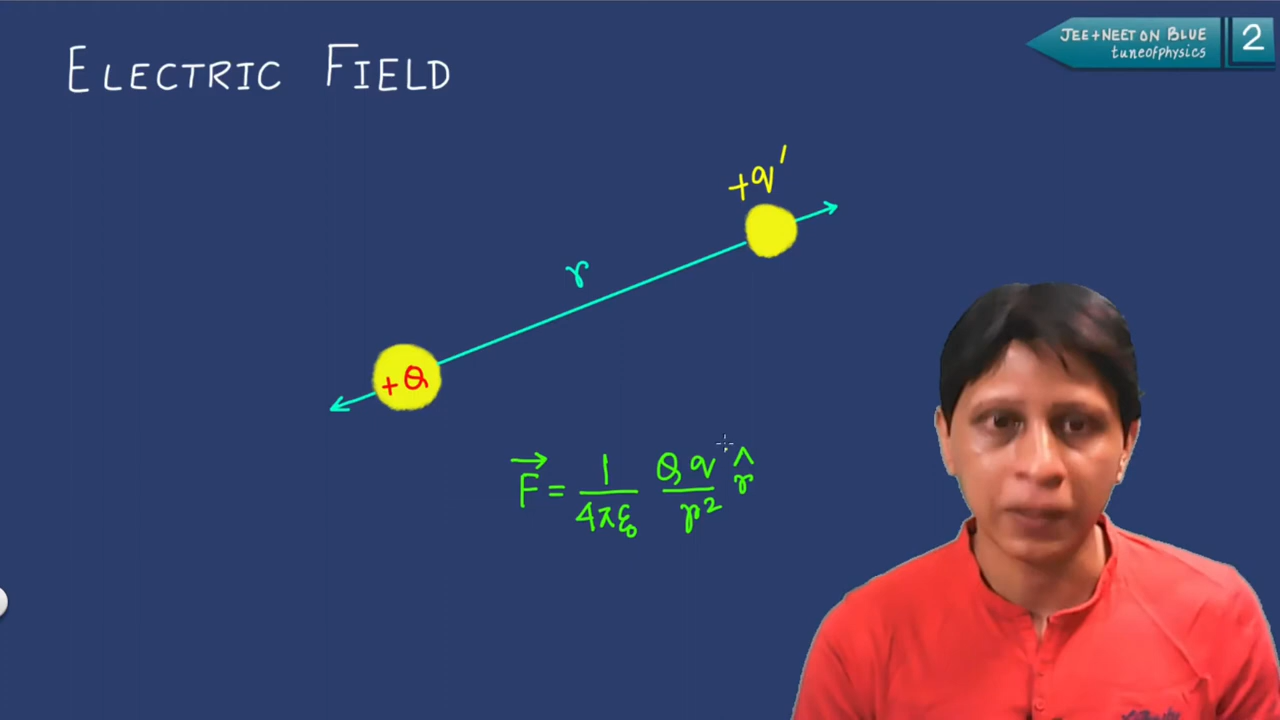 ELECTRIC FIELD
JEE+NEET ON BLUE
tuneofphysics
2
+q'
r
+Q
F⃗ = 1/4πε₀ Qq/r² r̂